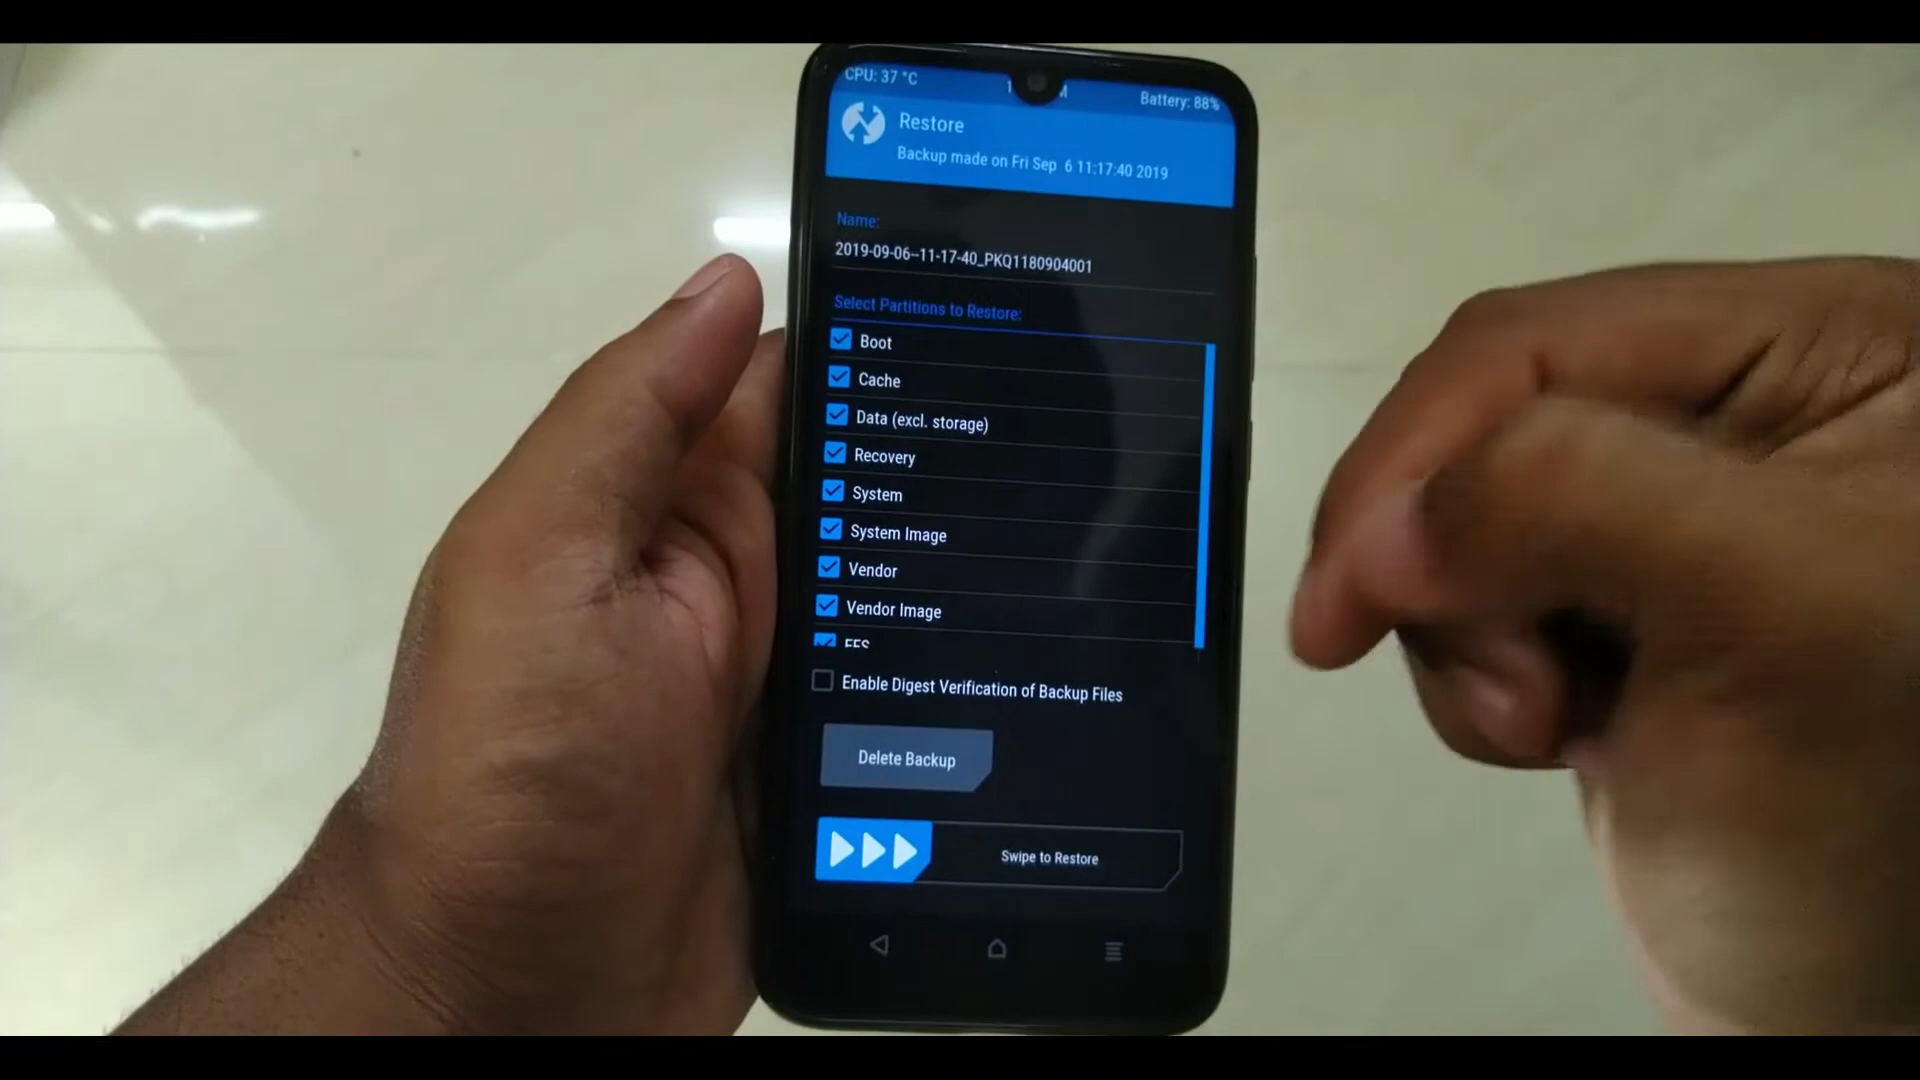 CPU: 37 °C
Battery: 88%
Restore
Backup made on Fri Sep 6 11:17:40 2019
Name:
2019-09-06--11-17-40_PKQ1180904001
Select Partitions to Restore:
Boot
Cache
Data (excl. storage)
Recovery
System
System Image
Vendor
Vendor Image
EFS
Enable Digest Verification of Backup Files
Delete Backup
Swipe to Restore